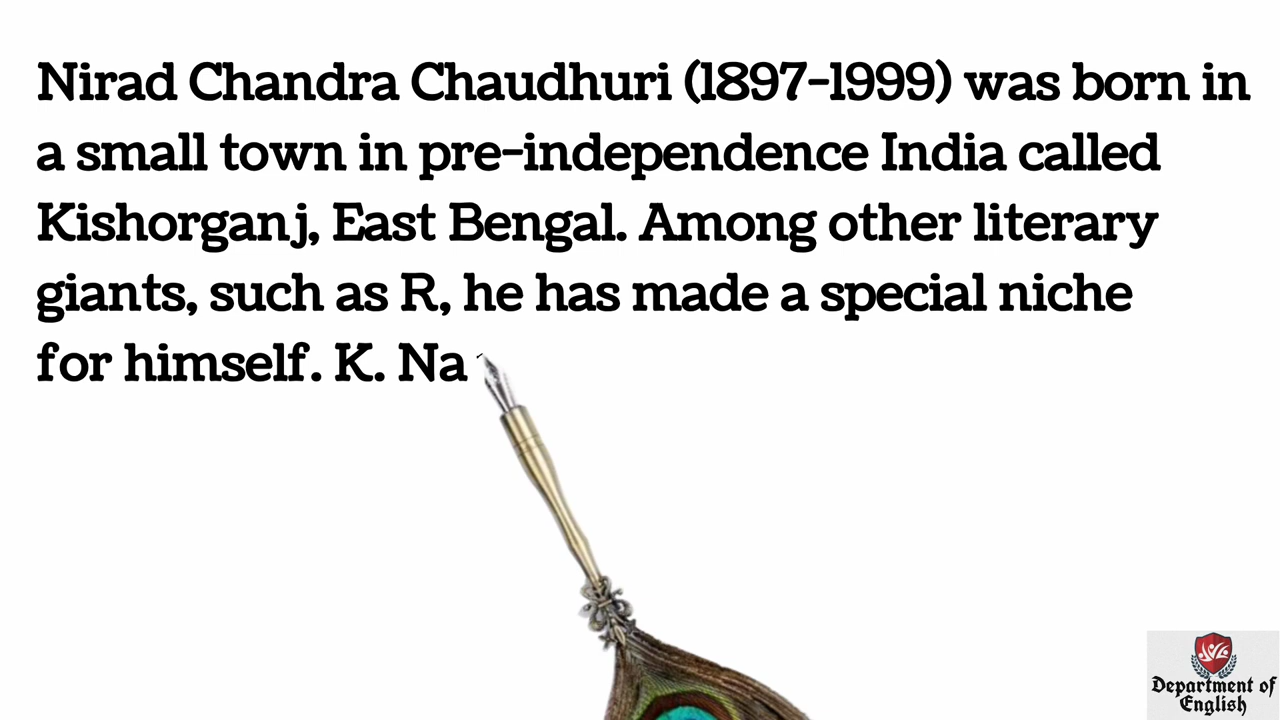 Nirad Chandra Chaudhuri (1897-1999) was born in
a small town in pre-independence India called
Kishorganj, East Bengal. Among other literary
giants, such as R, he has made a special niche
for himself. K. Na
Department of
English